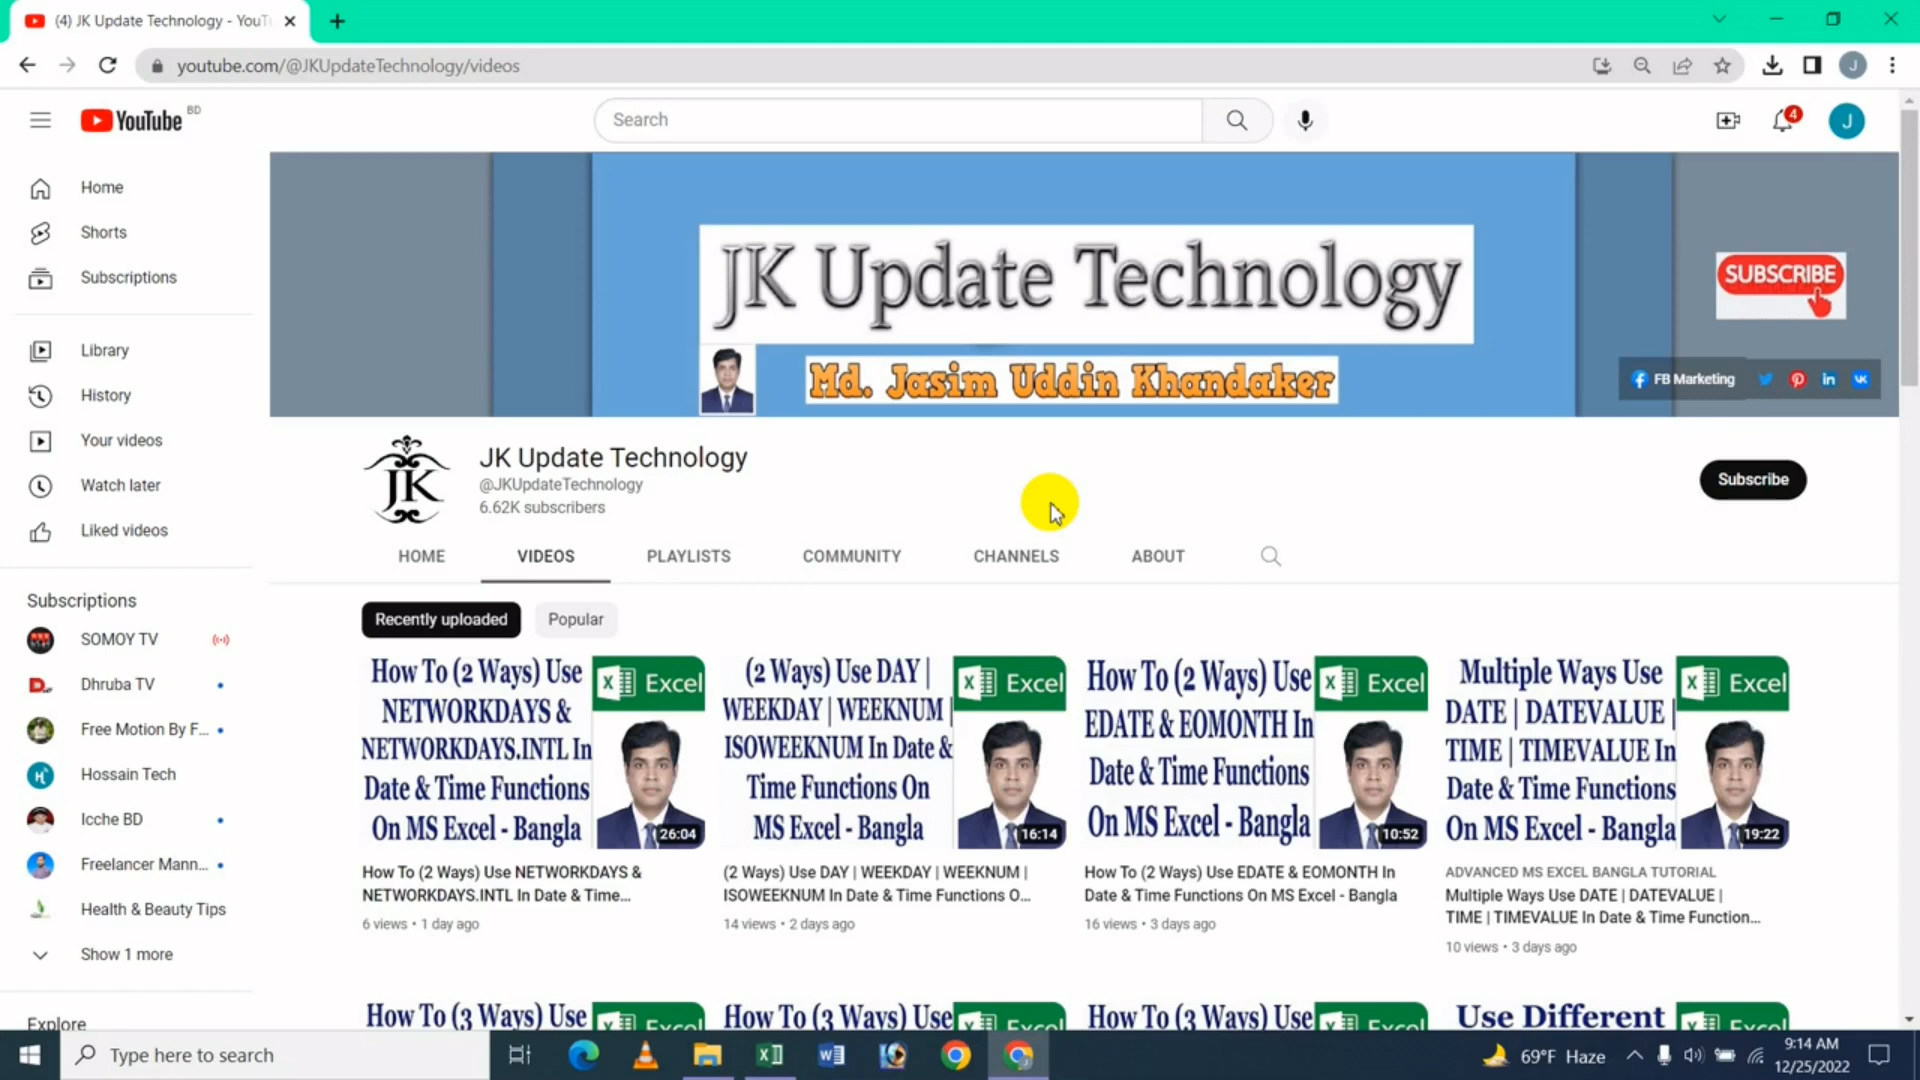 (4) JK Update Technology - YouTu
youtube.com/@JKUpdateTechnology/videos
J
YouTube BD
Search
4
J
Home
Shorts
Subscriptions
Library
History
Your videos
Watch later
Liked videos
Subscriptions
SOMOY TV
Dhruba TV
Free Motion By F...
Hossain Tech
Icche BD
Freelancer Mann...
Health & Beauty Tips
Show 1 more
Explore
JK Update Technology
Md. Jasim Uddin Khandaker
SUBSCRIBE
FB Marketing
JK
JK Update Technology
@JKUpdateTechnology
6.62K subscribers
Subscribe
HOME VIDEOS PLAYLISTS COMMUNITY CHANNELS ABOUT
Recently uploaded Popular
How To (2 Ways) Use
NETWORKDAYS &
NETWORKDAYS.INTL In
Date & Time Functions
On MS Excel - Bangla
Excel
26:04
How To (2 Ways) Use NETWORKDAYS &
NETWORKDAYS.INTL In Date & Time...
6 views • 1 day ago
(2 Ways) Use DAY |
WEEKDAY | WEEKNUM |
ISOWEEKNUM In Date &
Time Functions On
MS Excel - Bangla
Excel
16:14
(2 Ways) Use DAY | WEEKDAY | WEEKNUM |
ISOWEEKNUM In Date & Time Functions O...
14 views • 2 days ago
How To (2 Ways) Use
EDATE & EOMONTH In
Date & Time Functions
On MS Excel - Bangla
Excel
10:52
How To (2 Ways) Use EDATE & EOMONTH In
Date & Time Functions On MS Excel - Bangla
16 views • 3 days ago
Multiple Ways Use
DATE | DATEVALUE |
TIME | TIMEVALUE In
Date & Time Functions
On MS Excel - Bangla
Excel
19:22
ADVANCED MS EXCEL BANGLA TUTORIAL
Multiple Ways Use DATE | DATEVALUE |
TIME | TIMEVALUE In Date & Time Function...
10 views • 3 days ago
How To (3 Ways) Use
Excel
How To (3 Ways) Use
Excel
How To (3 Ways) Use
Excel
Use Different
Excel
Type here to search
69°F Haze
9:14 AM
12/25/2022